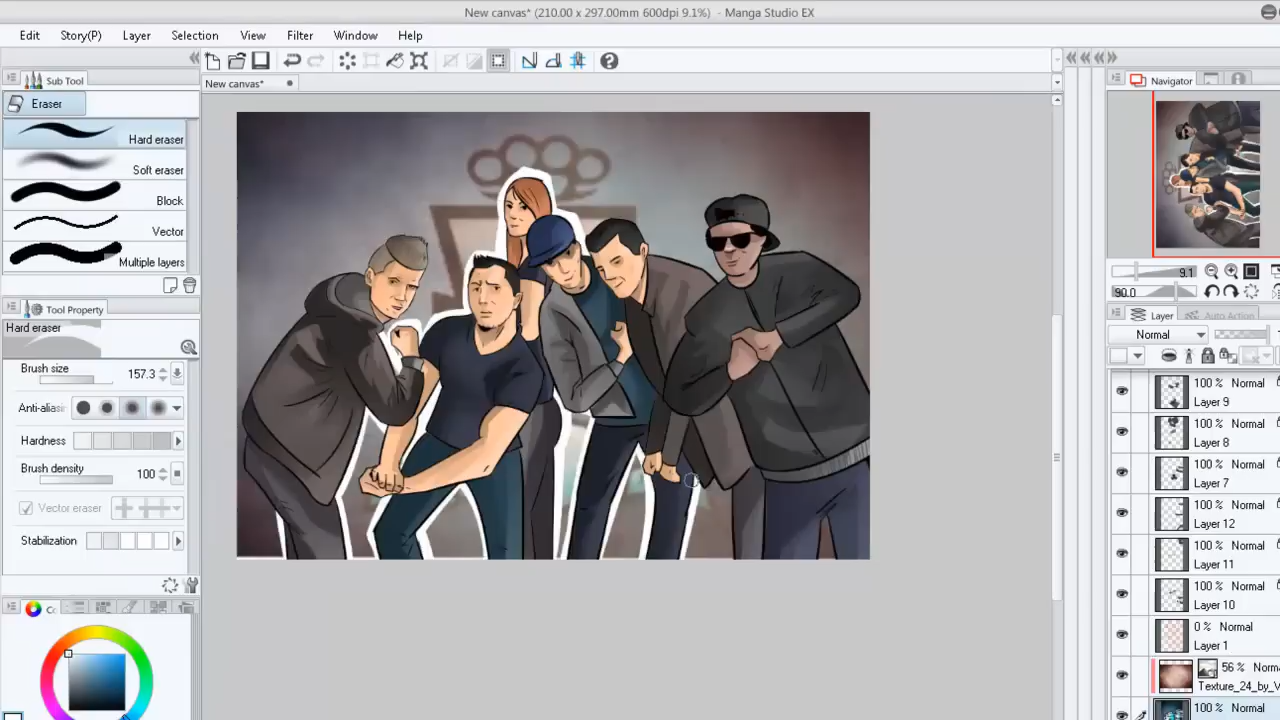 New canvas* (210.00 x 297.00mm 600dpi 9.1%) - Manga Studio EX
Edit Story(P) Layer Selection View Filter Window Help
Sub Tool
New canvas*
Navigator
Eraser
Hard eraser
Soft eraser
Block
Vector
Multiple layers
Tool Property
Hard eraser
Brush size 157.3
Anti-aliasi
Hardness
Brush density 100
Vector eraser
Stabilization
Co
9.1
90.0
Layer Auto Action
Normal
100 % Normal
Layer 9
100 % Normal
Layer 8
100 % Normal
Layer 7
100 % Normal
Layer 12
100 % Normal
Layer 11
100 % Normal
Layer 10
0 % Normal
Layer 1
56 % Norm
Texture_24_by_V
100 % Normal